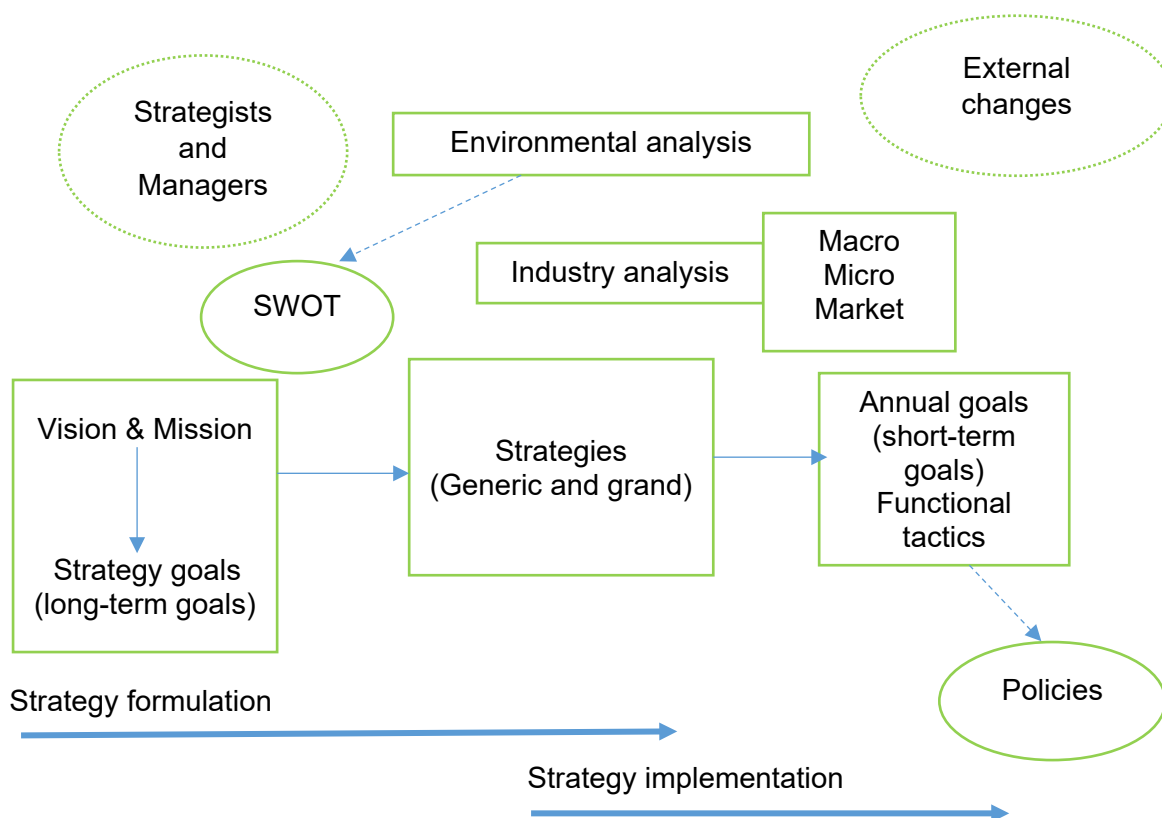 Strategists
and
Managers
Environmental analysis
External
changes
SWOT
Industry analysis
Macro
Micro
Market
Vision & Mission
Strategy goals
(long-term goals)
Strategies
(Generic and grand)
Annual goals
(short-term
goals)
Functional
tactics
Policies
Strategy formulation
Strategy implementation